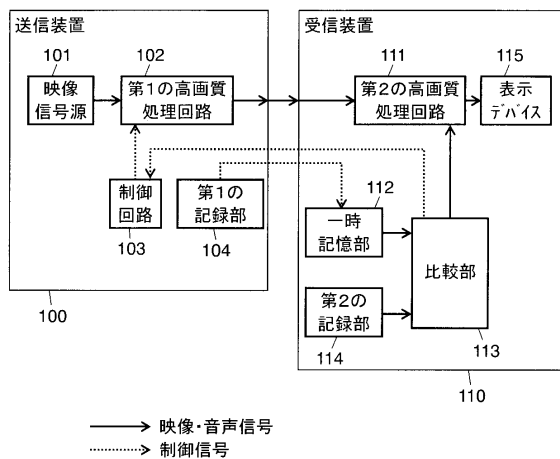 送信装置
受信装置
101
102
111
115
映像
信号源
第1の高画質
処理回路
第2の高画質
処理回路
表示
ﾃﾞﾊﾞｲｽ
制御
回路
第1の
記録部
112
一時
記憶部
103
104
比較部
第2の
記録部
100
114
113
110
映像・音声信号
制御信号